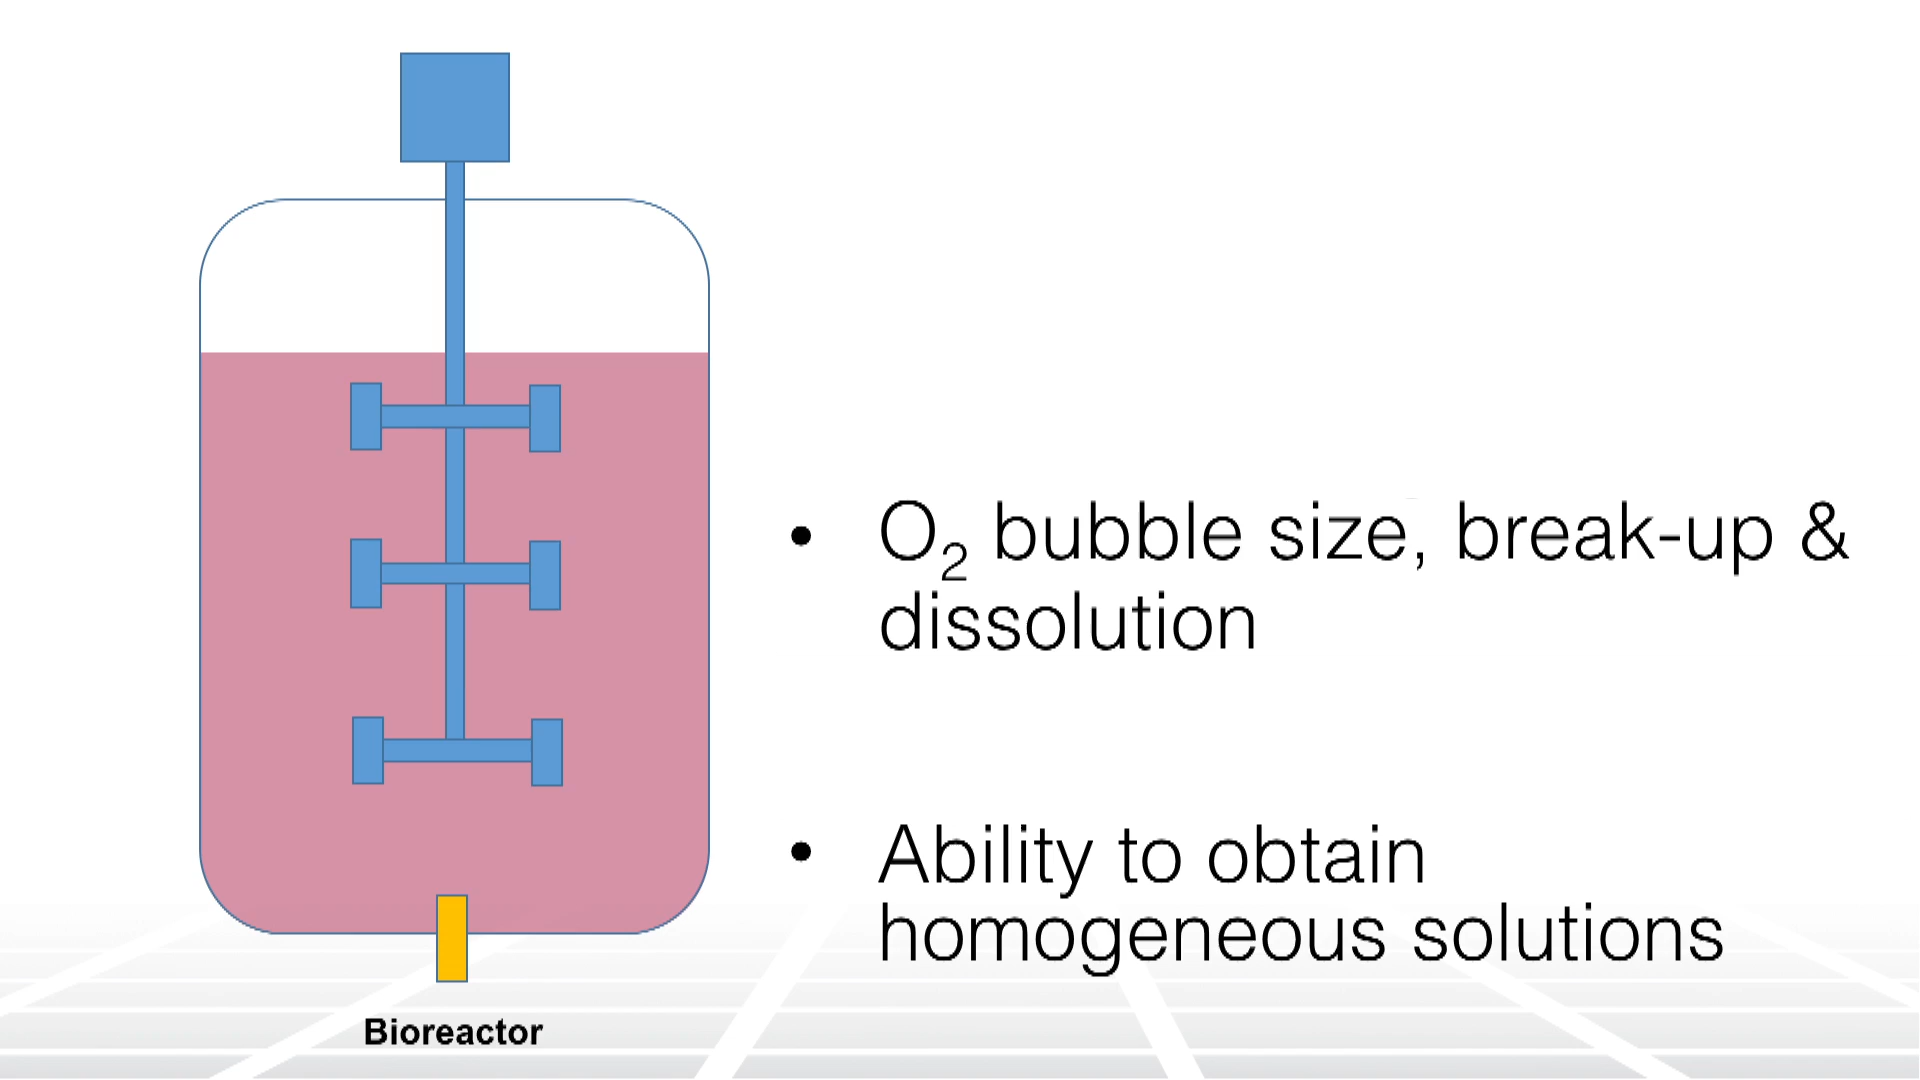 • O₂ bubble size, break-up &
dissolution
• Ability to obtain
homogeneous solutions
Bioreactor